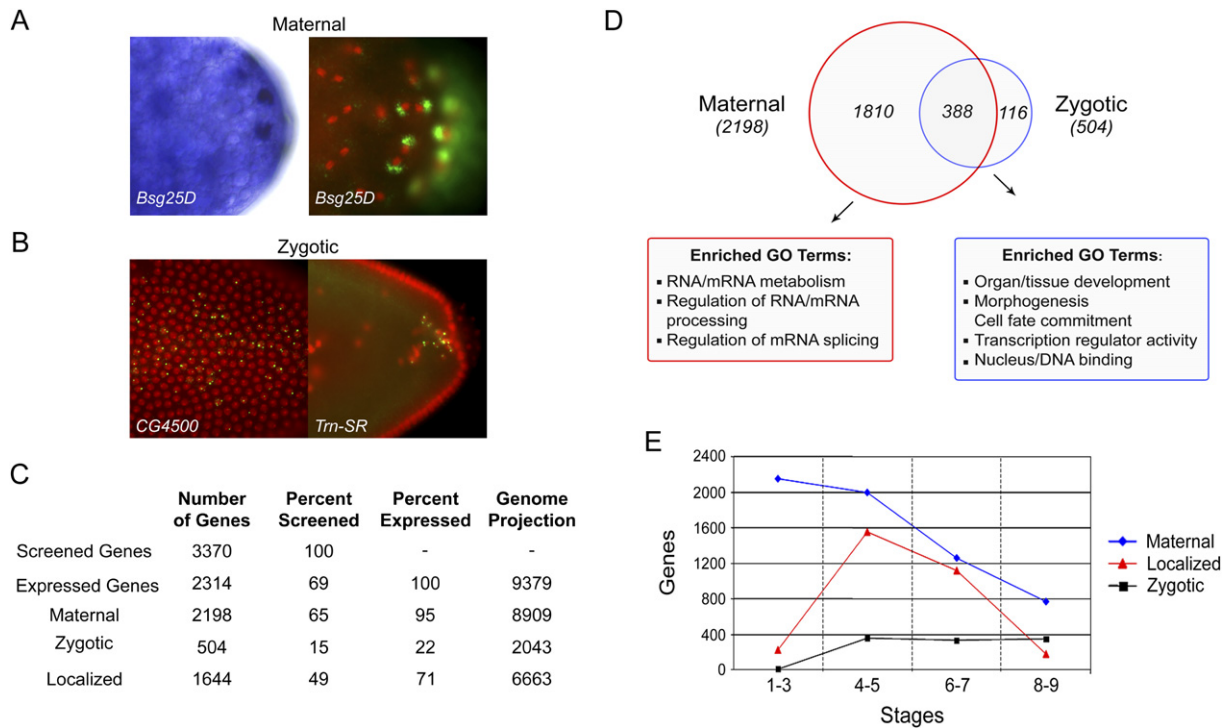 A
Maternal
Bsg25D
Bsg25D
B
Zygotic
CG4500
Trn-SR
C
Number of Genes Percent Screened Percent Expressed Genome Projection
Screened Genes 3370 100 - -
Expressed Genes 2314 69 100 9379
Maternal 2198 65 95 8909
Zygotic 504 15 22 2043
Localized 1644 49 71 6663
D
Maternal
(2198)
1810
388
116
Zygotic
(504)
Enriched GO Terms:
▪ RNA/mRNA metabolism
▪ Regulation of RNA/mRNA
processing
▪ Regulation of mRNA splicing
Enriched GO Terms:
▪ Organ/tissue development
▪ Morphogenesis
Cell fate commitment
▪ Transcription regulator activity
▪ Nucleus/DNA binding
E
Genes
2400
2000
1600
1200
800
400
0
1-3 4-5 6-7 8-9
Stages
Maternal
Localized
Zygotic